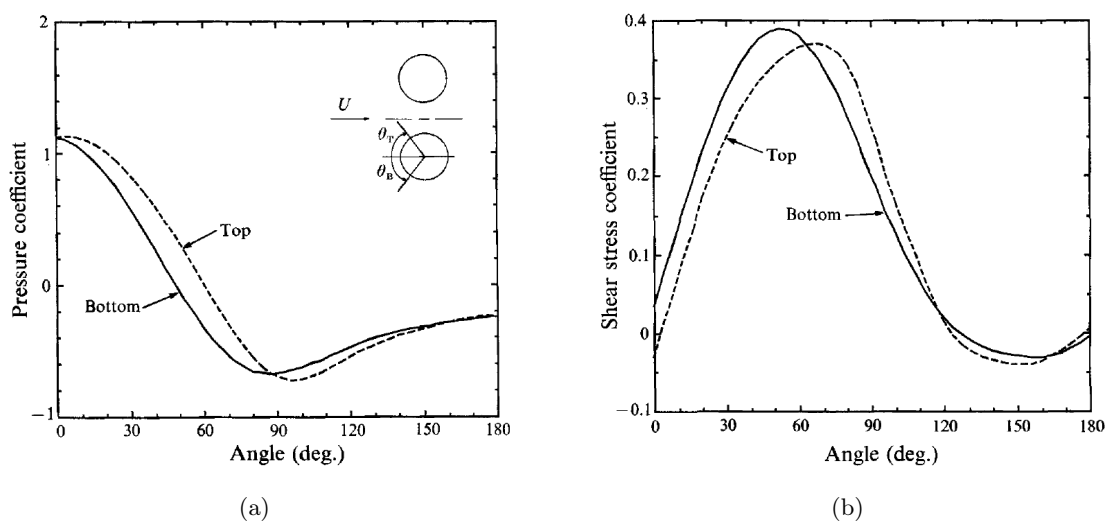 2
1
0
−1
0
30
60
90
120
150
180
Pressure coefficient
Angle (deg.)
U
θT
θB
Top
Bottom
(a)
0.4
0.3
0.2
0.1
0
−0.1
0
30
60
90
120
150
180
Shear stress coefficient
Angle (deg.)
Top
Bottom
(b)